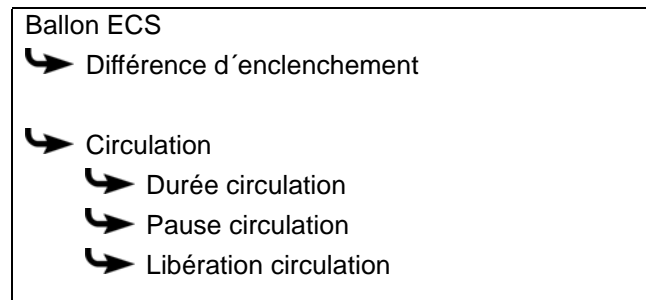 Ballon ECS
Différence d´enclenchement
Circulation
Durée circulation
Pause circulation
Libération circulation